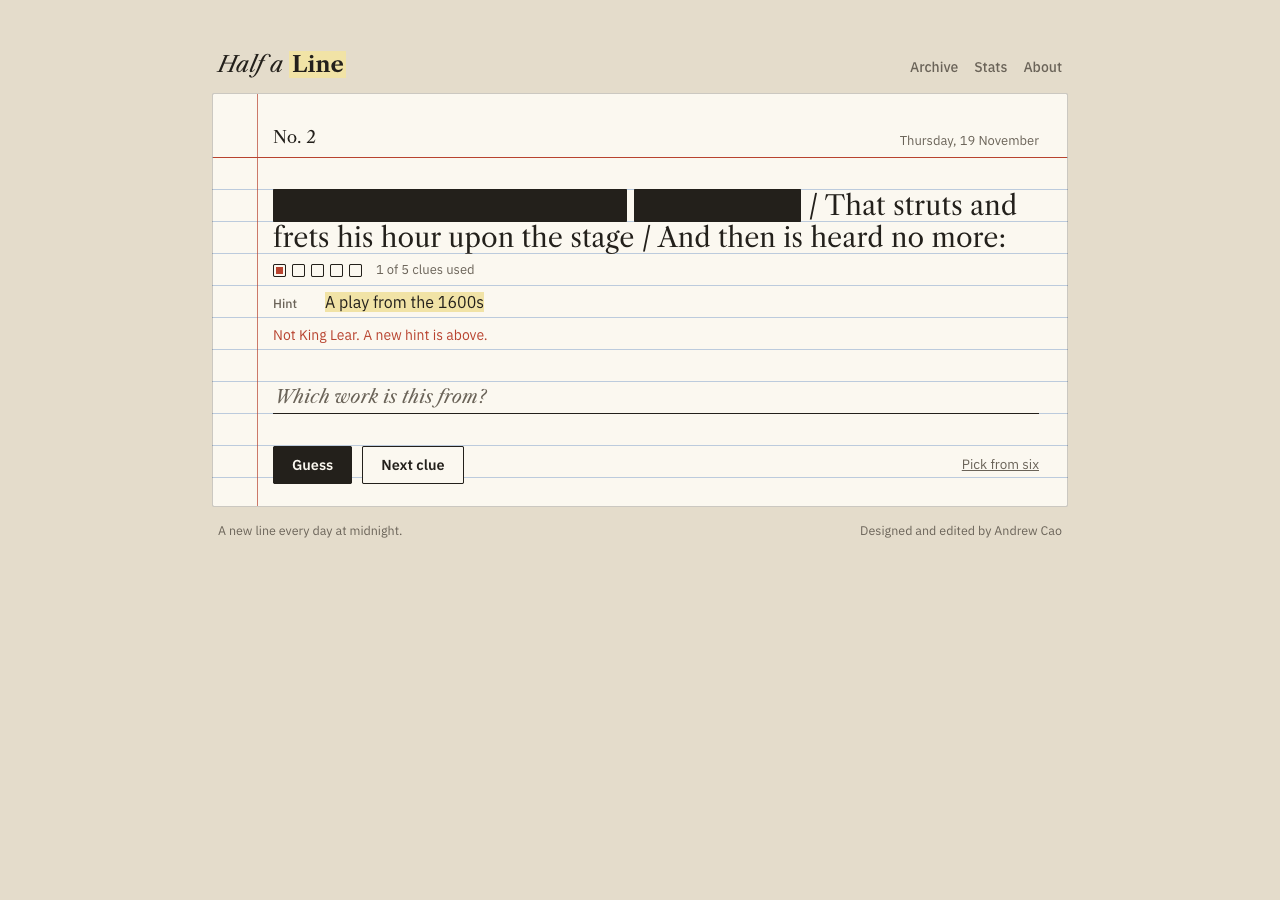 Half a Line
Archive Stats About
No. 2
Thursday, 19 November
/ That struts and
frets his hour upon the stage / And then is heard no more:
1 of 5 clues used
Hint A play from the 1600s
Not King Lear. A new hint is above.
Which work is this from?
Guess Next clue Pick from six
A new line every day at midnight.
Designed and edited by Andrew Cao